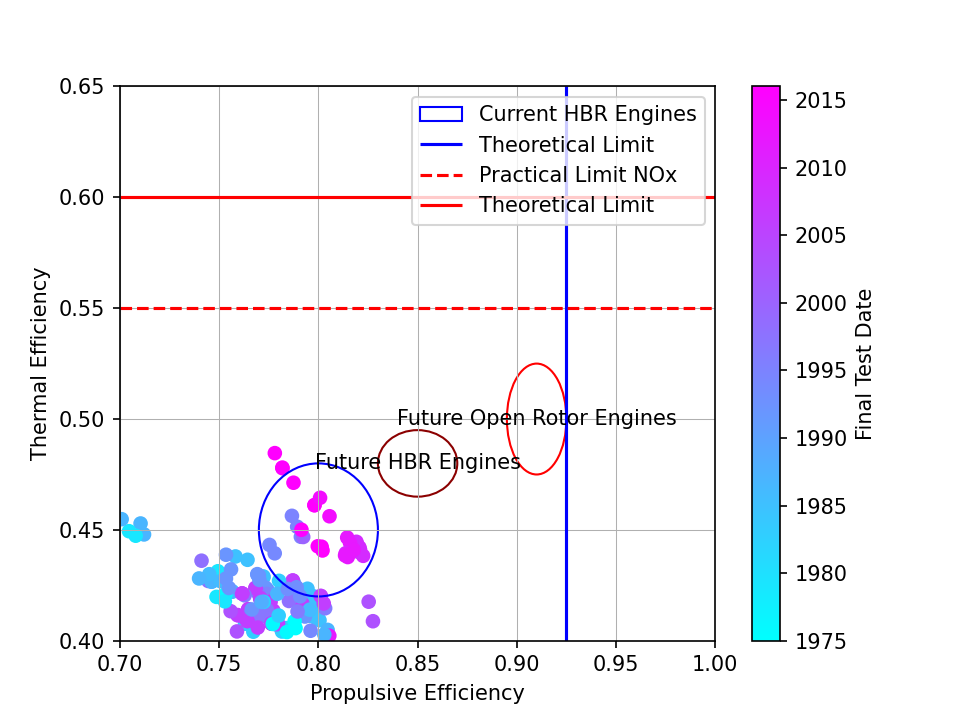 0.65
0.60
0.55
0.50
0.45
0.40
Thermal Efficiency
Current HBR Engines
Theoretical Limit
Practical Limit NOx
Theoretical Limit
Future Open Rotor Engines
Future HBR Engines
0.70 0.75 0.80 0.85 0.90 0.95 1.00
Propulsive Efficiency
2015
2010
2005
2000
1995
1990
1985
1980
1975
Final Test Date